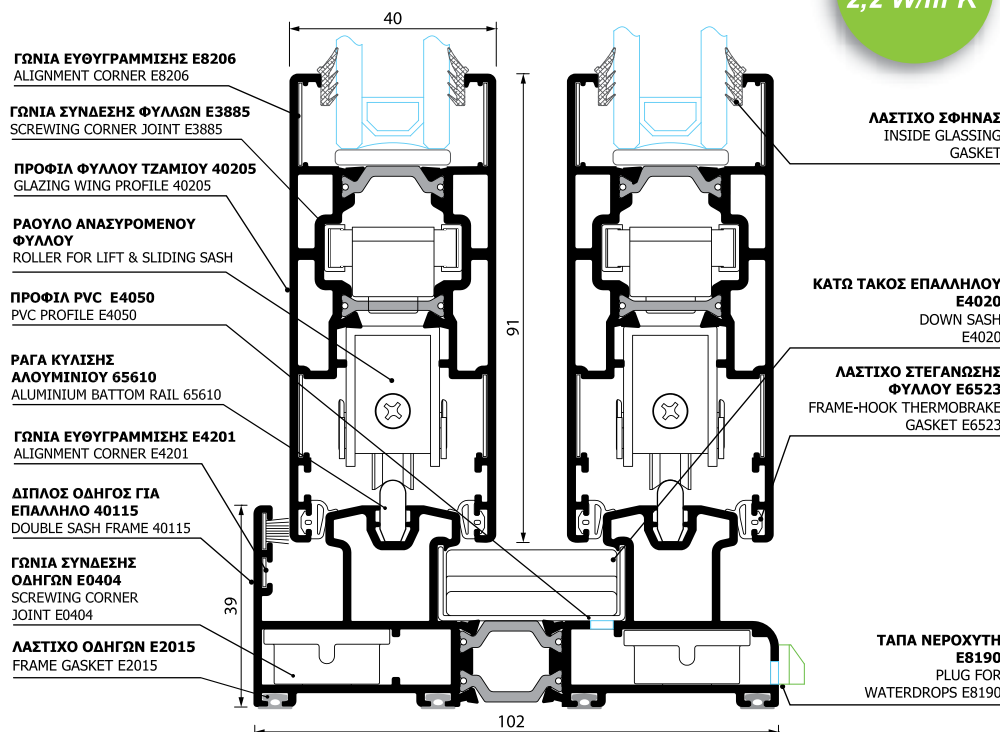 40
2,2 W/m²K
ΓΩΝΙΑ ΕΥΘΥΓΡΑΜΜΙΣΗΣ E8206
ALIGNMENT CORNER E8206
ΓΩΝΙΑ ΣΥΝΔΕΣΗΣ ΦΥΛΛΩΝ E3885
SCREWING CORNER JOINT E3885
ΠΡΟΦΙΛ ΦΥΛΛΟΥ ΤΖΑΜΙΟΥ 40205
GLAZING WING PROFILE 40205
ΡΑΟΥΛΟ ΑΝΑΣΥΡΟΜΕΝΟΥ
ΦΥΛΛΟΥ
ROLLER FOR LIFT & SLIDING SASH
ΠΡΟΦΙΛ PVC E4050
PVC PROFILE E4050
ΡΑΓΑ ΚΥΛΙΣΗΣ
ΑΛΟΥΜΙΝΙΟΥ 65610
ALUMINIUM BATTOM RAIL 65610
ΓΩΝΙΑ ΕΥΘΥΓΡΑΜΜΙΣΗΣ E4201
ALIGNMENT CORNER E4201
ΔΙΠΛΟΣ ΟΔΗΓΟΣ ΓΙΑ
ΕΠΑΛΛΗΛΟ 40115
DOUBLE SASH FRAME 40115
ΓΩΝΙΑ ΣΥΝΔΕΣΗΣ
ΟΔΗΓΩΝ E0404
SCREWING CORNER
JOINT E0404
ΛΑΣΤΙΧΟ ΟΔΗΓΩΝ E2015
FRAME GASKET E2015
91
39
102
ΛΑΣΤΙΧΟ ΣΦΗΝΑΣ
INSIDE GLASSING
GASKET
ΚΑΤΩ ΤΑΚΟΣ ΕΠΑΛΛΗΛΟΥ
E4020
DOWN SASH
E4020
ΛΑΣΤΙΧΟ ΣΤΕΓΑΝΩΣΗΣ
ΦΥΛΛΟΥ E6523
FRAME-HOOK THERMOBRAKE
GASKET E6523
ΤΑΠΑ ΝΕΡΟΧΥΤΗ
E8190
PLUG FOR
WATERDROPS E8190